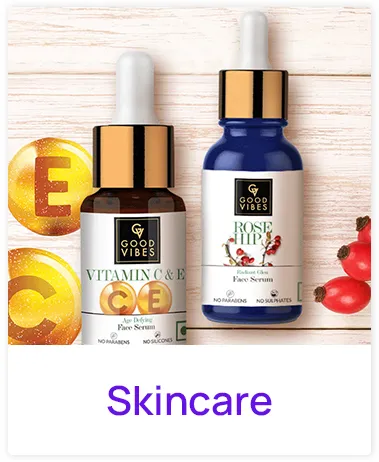 E
C
GV
GOOD
VIBES
VITAMIN C & E
C E
Age Defying
Face Serum
NO PARABENS NO SILICONES
GV
GOOD
VIBES
ROSE
HIP
Radiant Glow
Face Serum
NO PARABENS NO SULPHATES
Skincare